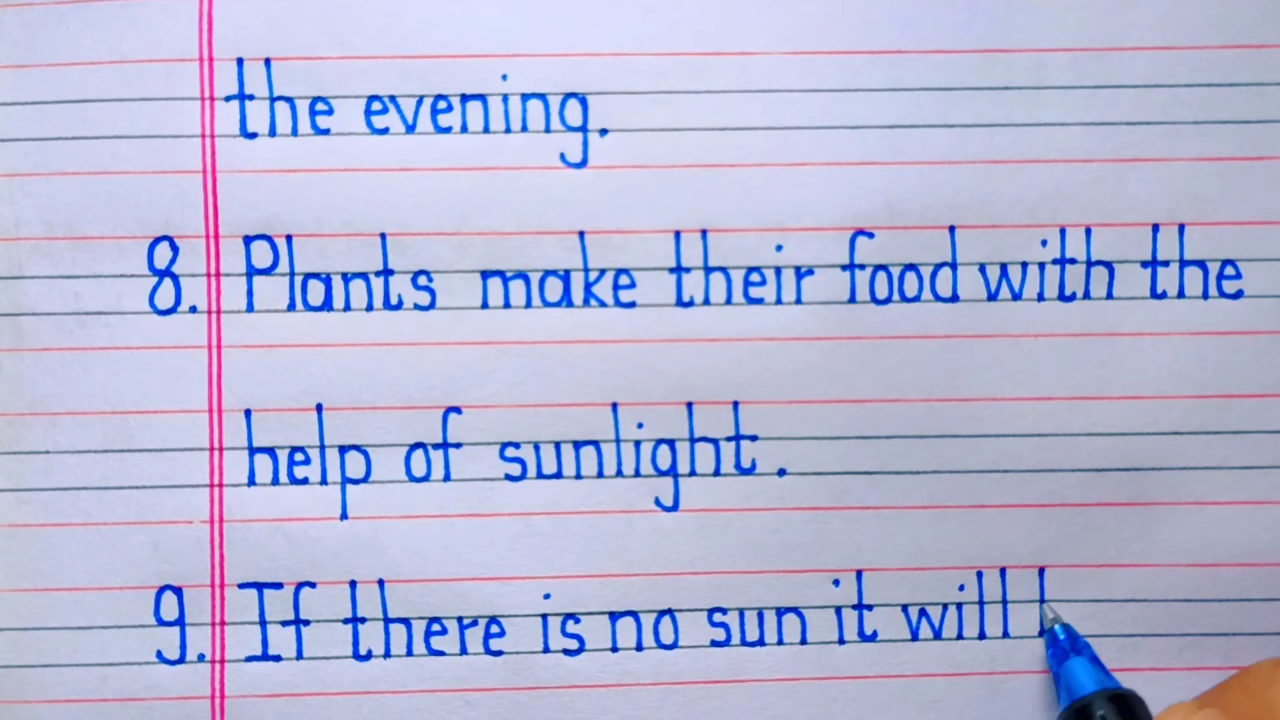 the evening.
8. Plants make their food with the
help of sunlight.
9. If there is no sun it will